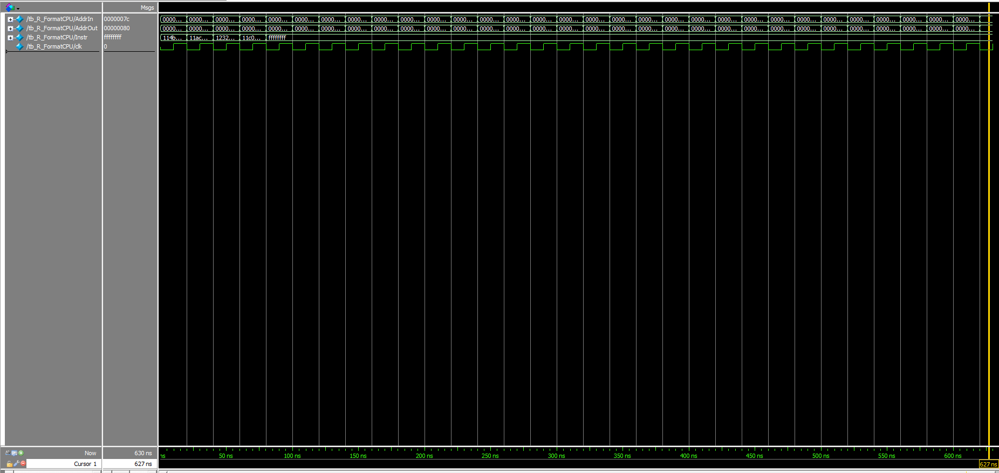 Msgs
/tb_R_FormatCPU/AddrIn 0000007c 0000... 0000... 0000... 0000... 0000... 0000... 0000... 0000... 0000... 0000... 0000... 0000... 0000... 0000... 0000... 0000... 0000... 0000... 0000... 0000... 0000... 0000... 0000... 0000... 0000... 0000... 0000... 0000... 0000... 0000... 0000...
/tb_R_FormatCPU/AddrOut 00000080 0000... 0000... 0000... 0000... 0000... 0000... 0000... 0000... 0000... 0000... 0000... 0000... 0000... 0000... 0000... 0000... 0000... 0000... 0000... 0000... 0000... 0000... 0000... 0000... 0000... 0000... 0000... 0000... 0000... 0000... 0000...
/tb_R_FormatCPU/Instr ffffffff 114b... 11ac... 1232... 11c0... ffffffff
/tb_R_FormatCPU/clk 0
Now 630 ns
ns 50 ns 100 ns 150 ns 200 ns 250 ns 300 ns 350 ns 400 ns 450 ns 500 ns 550 ns 600 ns
Cursor 1 627 ns
627 ns